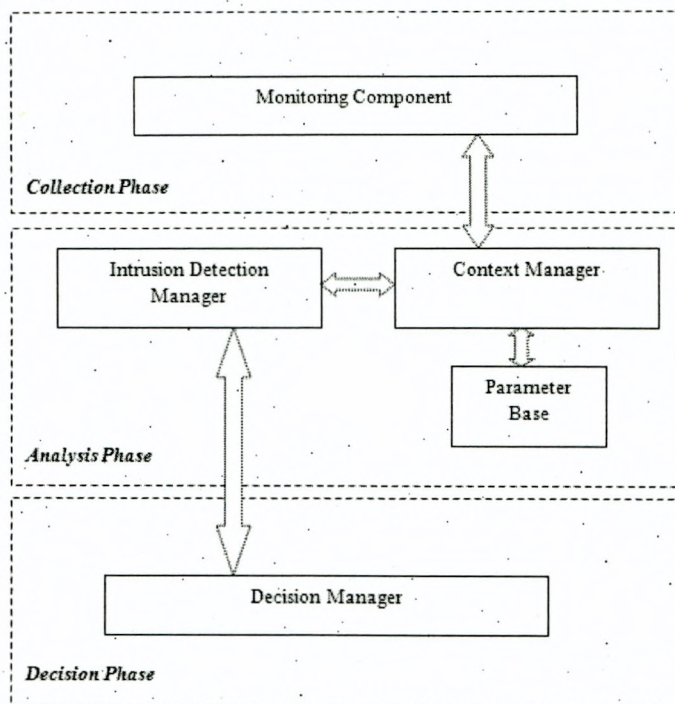 Monitoring Component
Collection Phase
Intrusion Detection
Manager
Context Manager
Parameter
Base
Analysis Phase
Decision Manager
Decision Phase